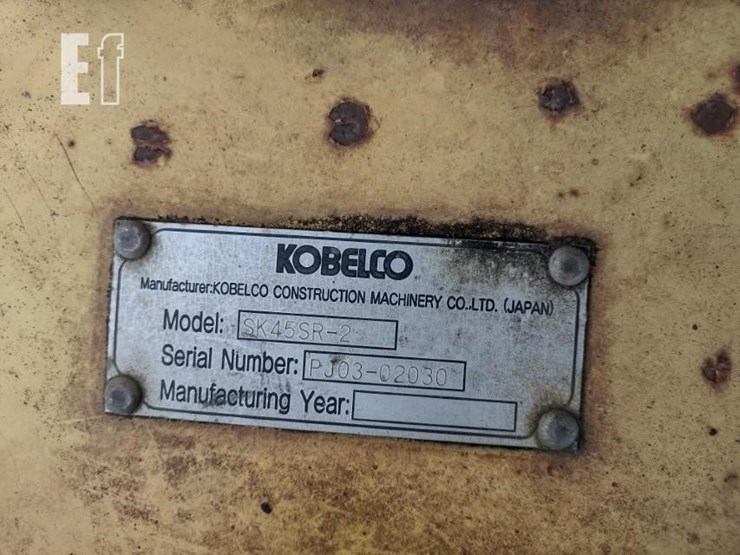 Ef
KOBELCO
Manufacturer:KOBELCO CONSTRUCTION MACHINERY CO.,LTD. (JAPAN)
Model: SK45SR-2
Serial Number: PJ03-02030
Manufacturing Year: